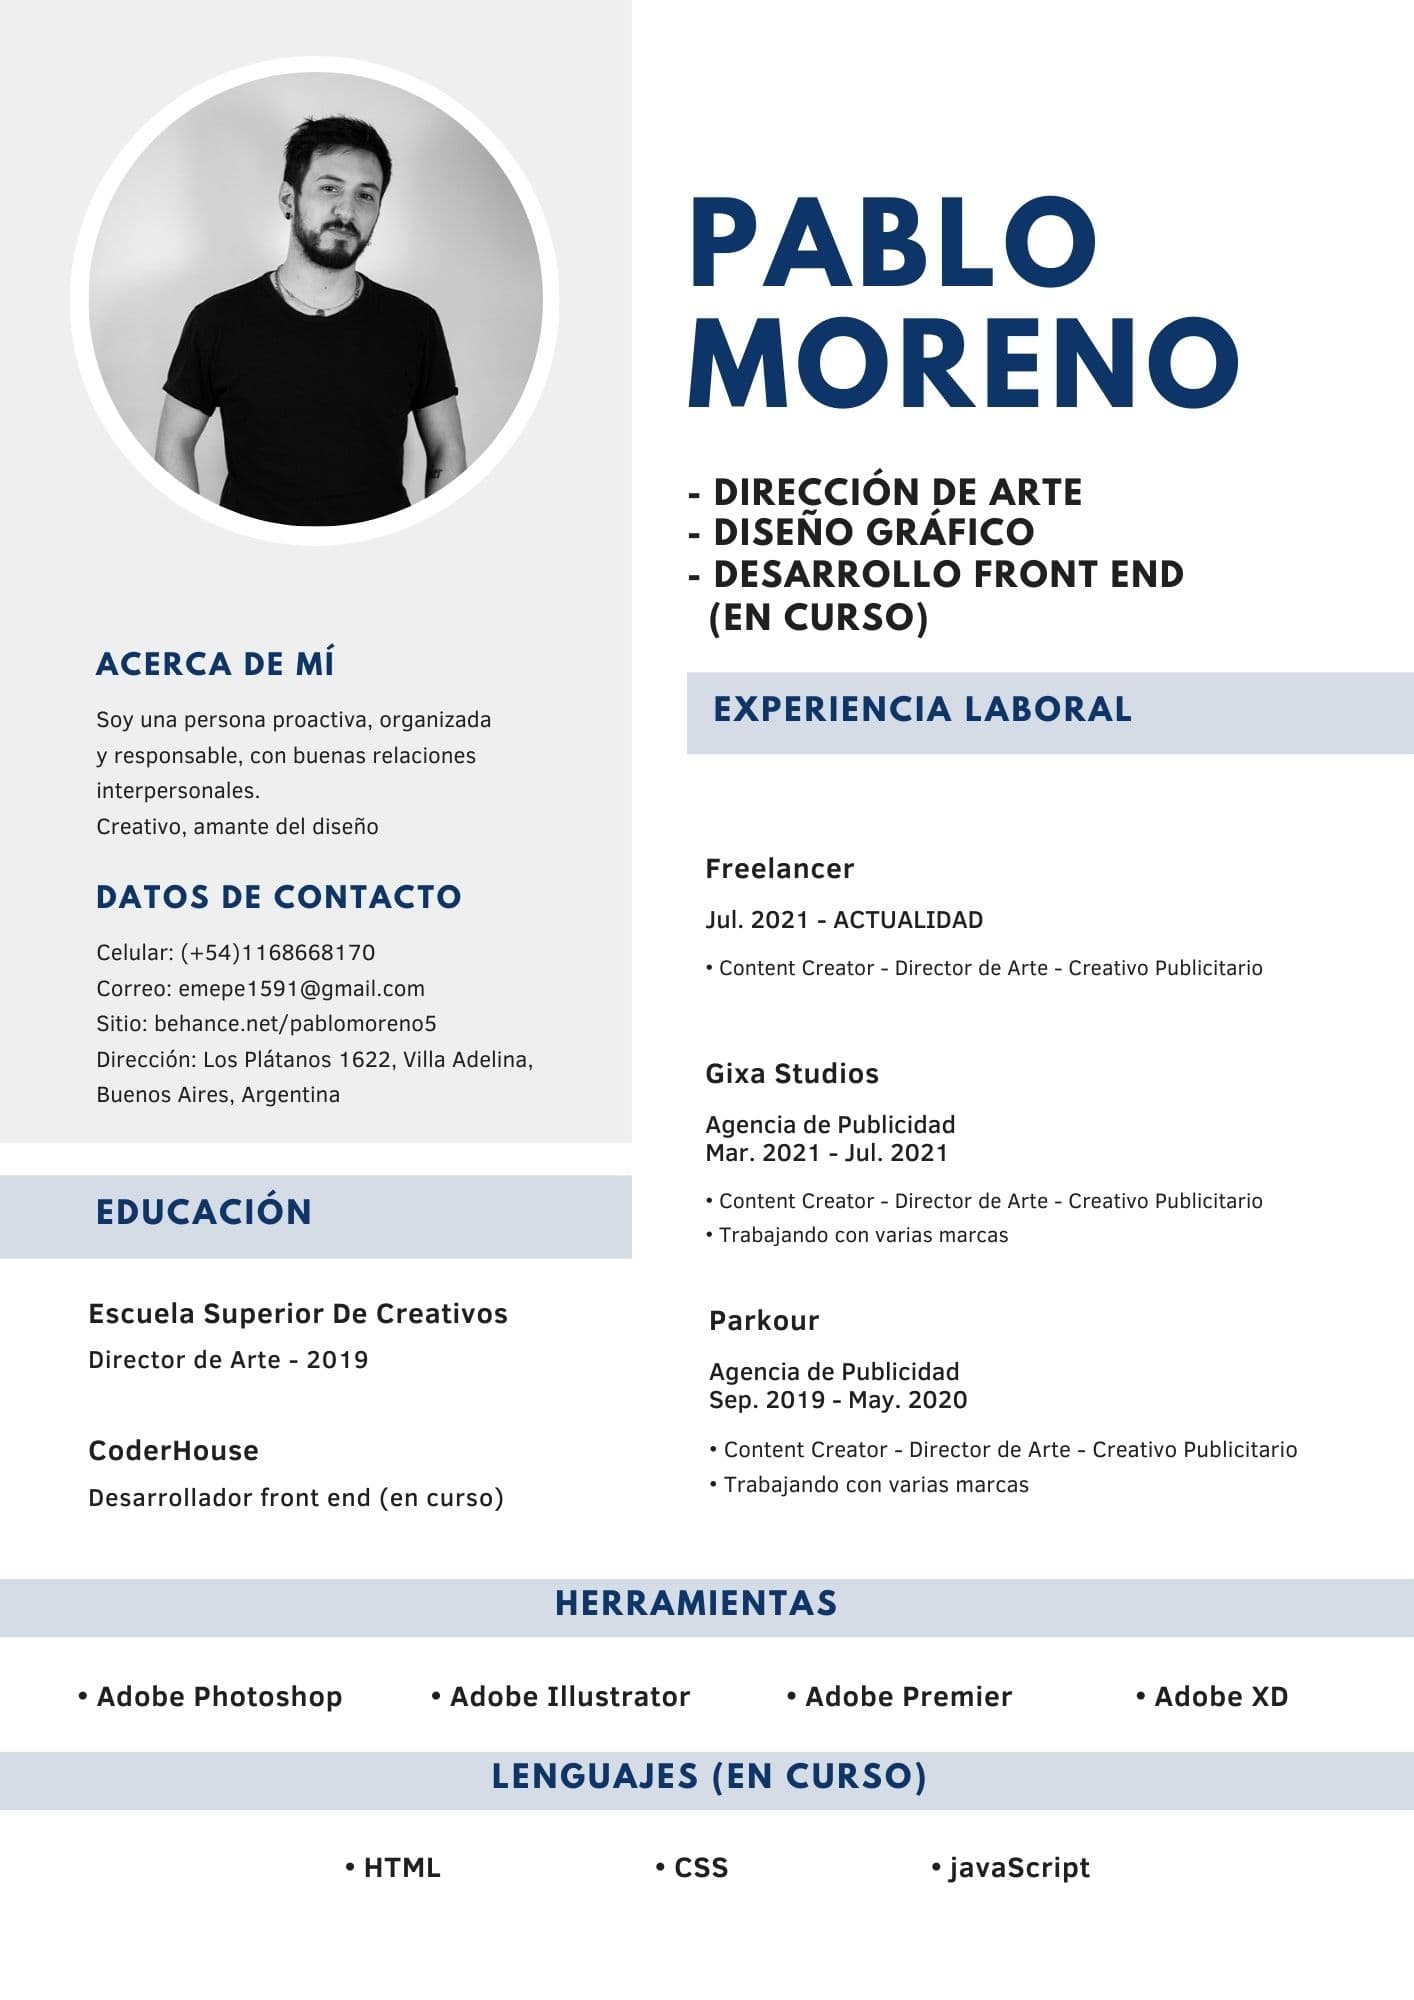 PABLO
MORENO
- DIRECCIÓN DE ARTE
- DISEÑO GRÁFICO
- DESARROLLO FRONT END
(EN CURSO)
ACERCA DE MÍ
Soy una persona proactiva, organizada
y responsable, con buenas relaciones
interpersonales.
Creativo, amante del diseño
DATOS DE CONTACTO
Celular: (+54)1168668170
Correo: emepe1591@gmail.com
Sitio: behance.net/pablomoreno5
Dirección: Los Plátanos 1622, Villa Adelina,
Buenos Aires, Argentina
EDUCACIÓN
Escuela Superior De Creativos
Director de Arte - 2019
CoderHouse
Desarrollador front end (en curso)
EXPERIENCIA LABORAL
Freelancer
Jul. 2021 - ACTUALIDAD
• Content Creator - Director de Arte - Creativo Publicitario
Gixa Studios
Agencia de Publicidad
Mar. 2021 - Jul. 2021
• Content Creator - Director de Arte - Creativo Publicitario
• Trabajando con varias marcas
Parkour
Agencia de Publicidad
Sep. 2019 - May. 2020
• Content Creator - Director de Arte - Creativo Publicitario
• Trabajando con varias marcas
HERRAMIENTAS
• Adobe Photoshop • Adobe Illustrator • Adobe Premier • Adobe XD
LENGUAJES (EN CURSO)
• HTML • CSS • javaScript